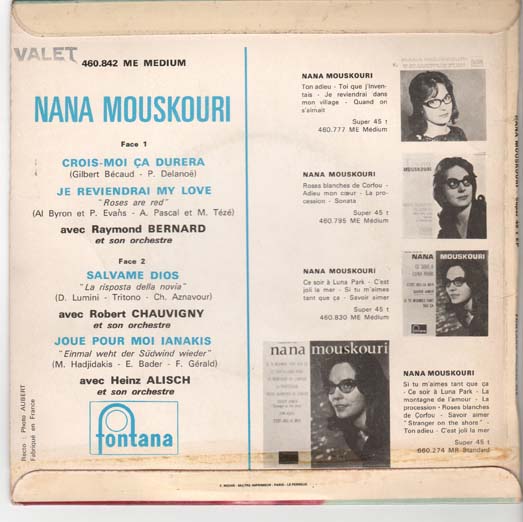 VALET
460.842 ME MEDIUM
NANA MOUSKOURI
Face 1
CROIS-MOI ÇA DURERA
(Gilbert Bécaud - P. Delanoë)
JE REVIENDRAI MY LOVE
"Roses are red"
(Al Byron et P. Evans - A. Pascal et M. Tézé)
avec Raymond BERNARD
et son orchestre
Face 2
SALVAME DIOS
"La risposta della novia"
(D. Lumini - Tritono - Ch. Aznavour)
avec Robert CHAUVIGNY
et son orchestre
JOUE POUR MOI IANAKIS
"Einmal weht der Südwind wieder"
(M. Hadjidakis - E. Bader - F. Gérald)
avec Heinz ALISCH
et son orchestre
fontana
Recto : Photo AUBERT
Fabriqué en France
NANA MOUSKOURI
Ton adieu - Toi que j'inven-
tais - Je reviendrai dans
mon village - Quand on
s'aimait
Super 45 t
460.777 ME Médium
NANA MOUSKOURI
Roses blanches de Corfou -
Adieu mon cœur - La pro-
cession - Sonata
Super 45 t
460.795 ME Médium
NANA MOUSKOURI
Ce soir à Luna Park - C'est
joli la mer - Si tu m'aimes
tant que ça - Savoir aimer
Super 45 t
460.830 ME Médium
NANA MOUSKOURI
nana mouskouri
NANA MOUSKOURI
Si tu m'aimes tant que ça
- Ce soir à Luna Park - La
montagne de l'amour - La
procession - Roses blanches
de Corfou - Savoir aimer
"Stranger on the shore" -
Ton adieu - C'est joli la mer
Super 45 t
660.274 MR Standard